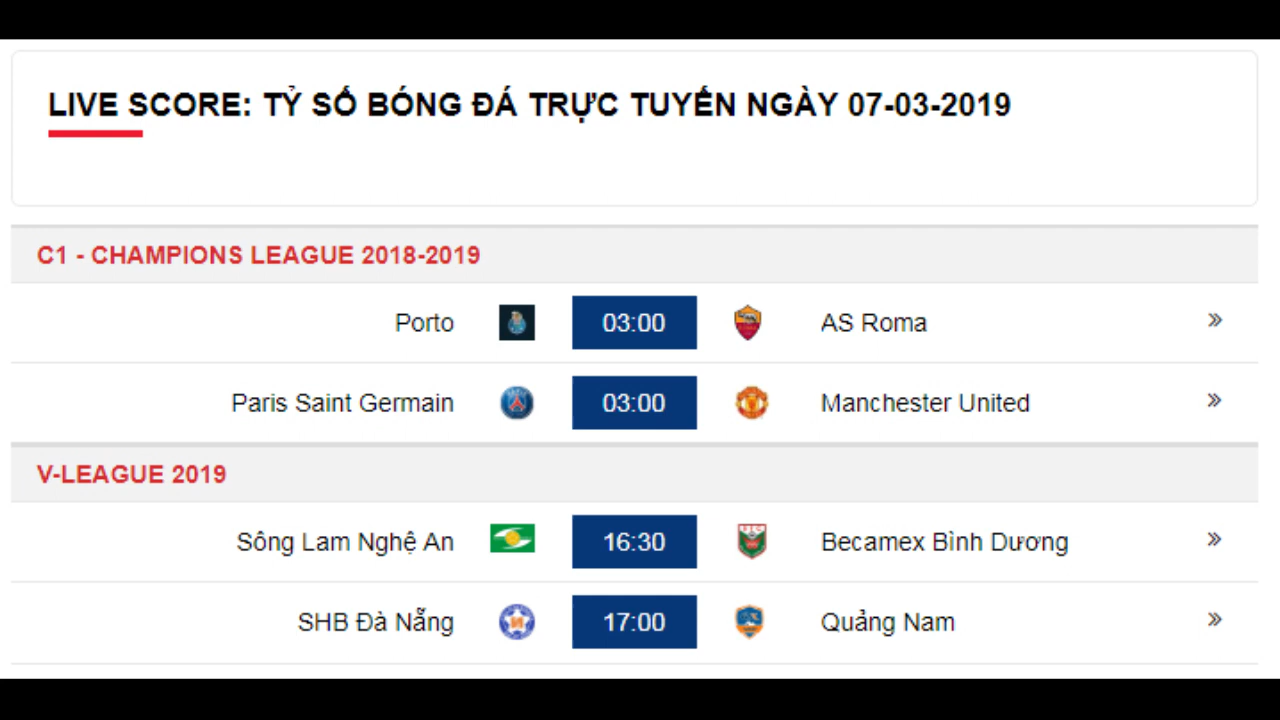 LIVE SCORE: TỶ SỐ BÓNG ĐÁ TRỰC TUYẾN NGÀY 07-03-2019
C1 - CHAMPIONS LEAGUE 2018-2019
Porto 03:00 AS Roma »
Paris Saint Germain 03:00 Manchester United »
V-LEAGUE 2019
Sông Lam Nghệ An 16:30 Becamex Bình Dương »
SHB Đà Nẵng 17:00 Quảng Nam »